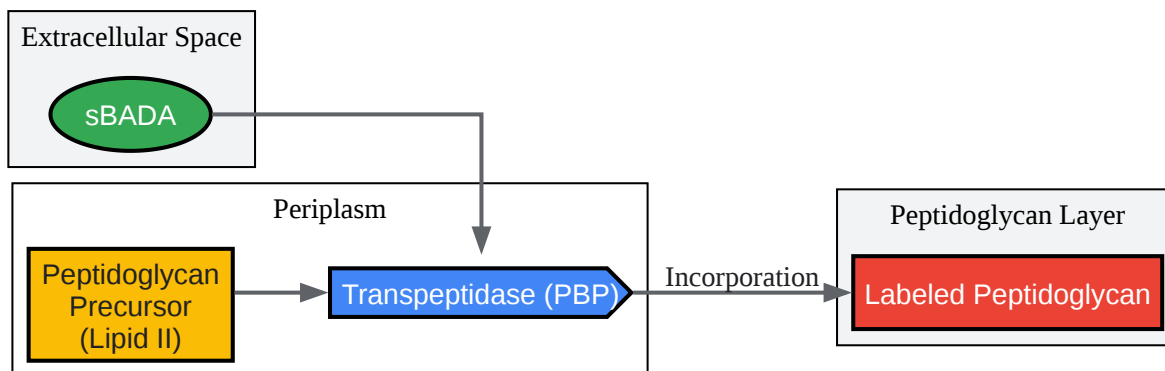 Extracellular Space
sBADA
Periplasm
Peptidoglycan
Precursor
(Lipid II)
Transpeptidase (PBP)
Incorporation
Peptidoglycan Layer
Labeled Peptidoglycan